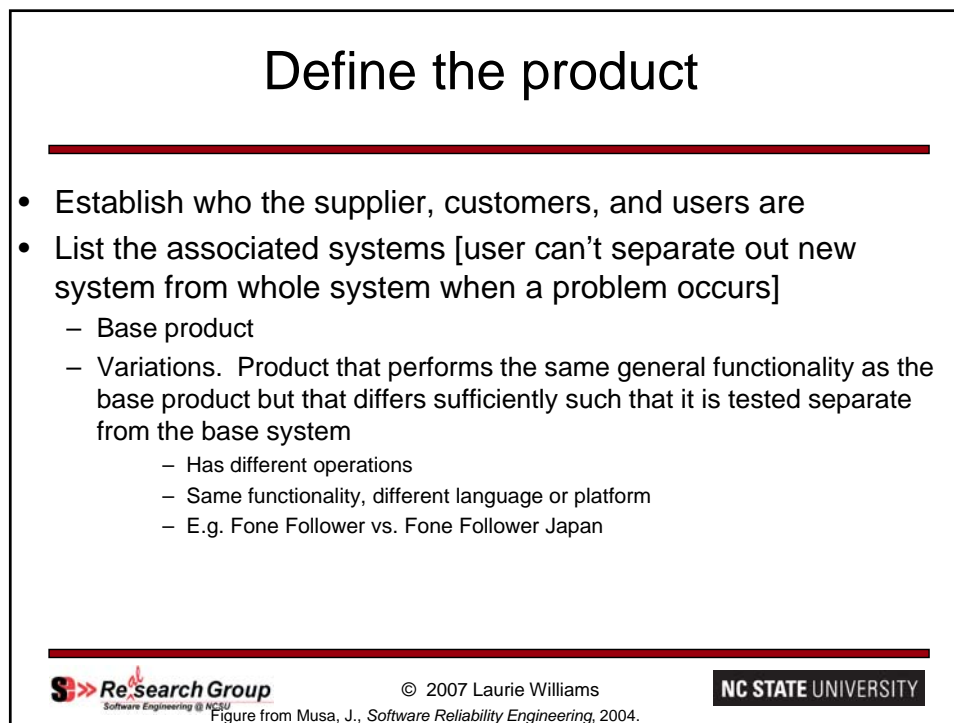 Define the product
• Establish who the supplier, customers, and users are
• List the associated systems [user can't separate out new
system from whole system when a problem occurs]
– Base product
– Variations.  Product that performs the same general functionality as the
base product but that differs sufficiently such that it is tested separate
from the base system
– Has different operations
– Same functionality, different language or platform
– E.g. Fone Follower vs. Fone Follower Japan
Realsearch Group
Software Engineering @ NCSU
© 2007 Laurie Williams
NC STATE UNIVERSITY
Figure from Musa, J., Software Reliability Engineering, 2004.